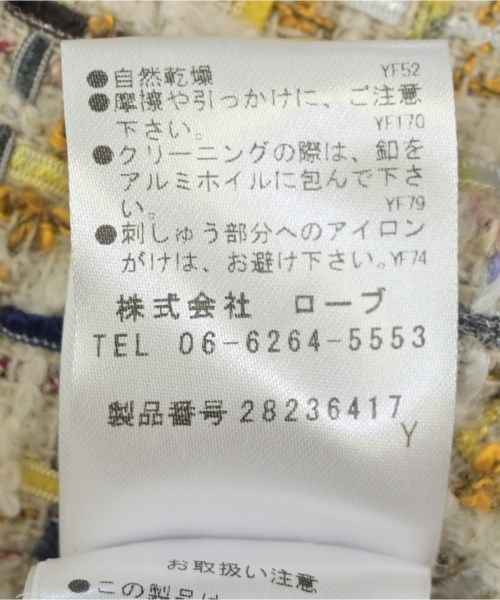 ●自然乾燥 YF52
●摩擦や引っかけに、ご注意
下さい。 YF170
●クリーニングの際は、釦を
アルミホイルに包んで下さ
い。 YF79
●刺しゅう部分へのアイロン
がけは、お避け下さい。YF74
株式会社 ローブ
TEL 06-6264-5553
製品番号 28236417
Y
お取扱い注意
●この製品は